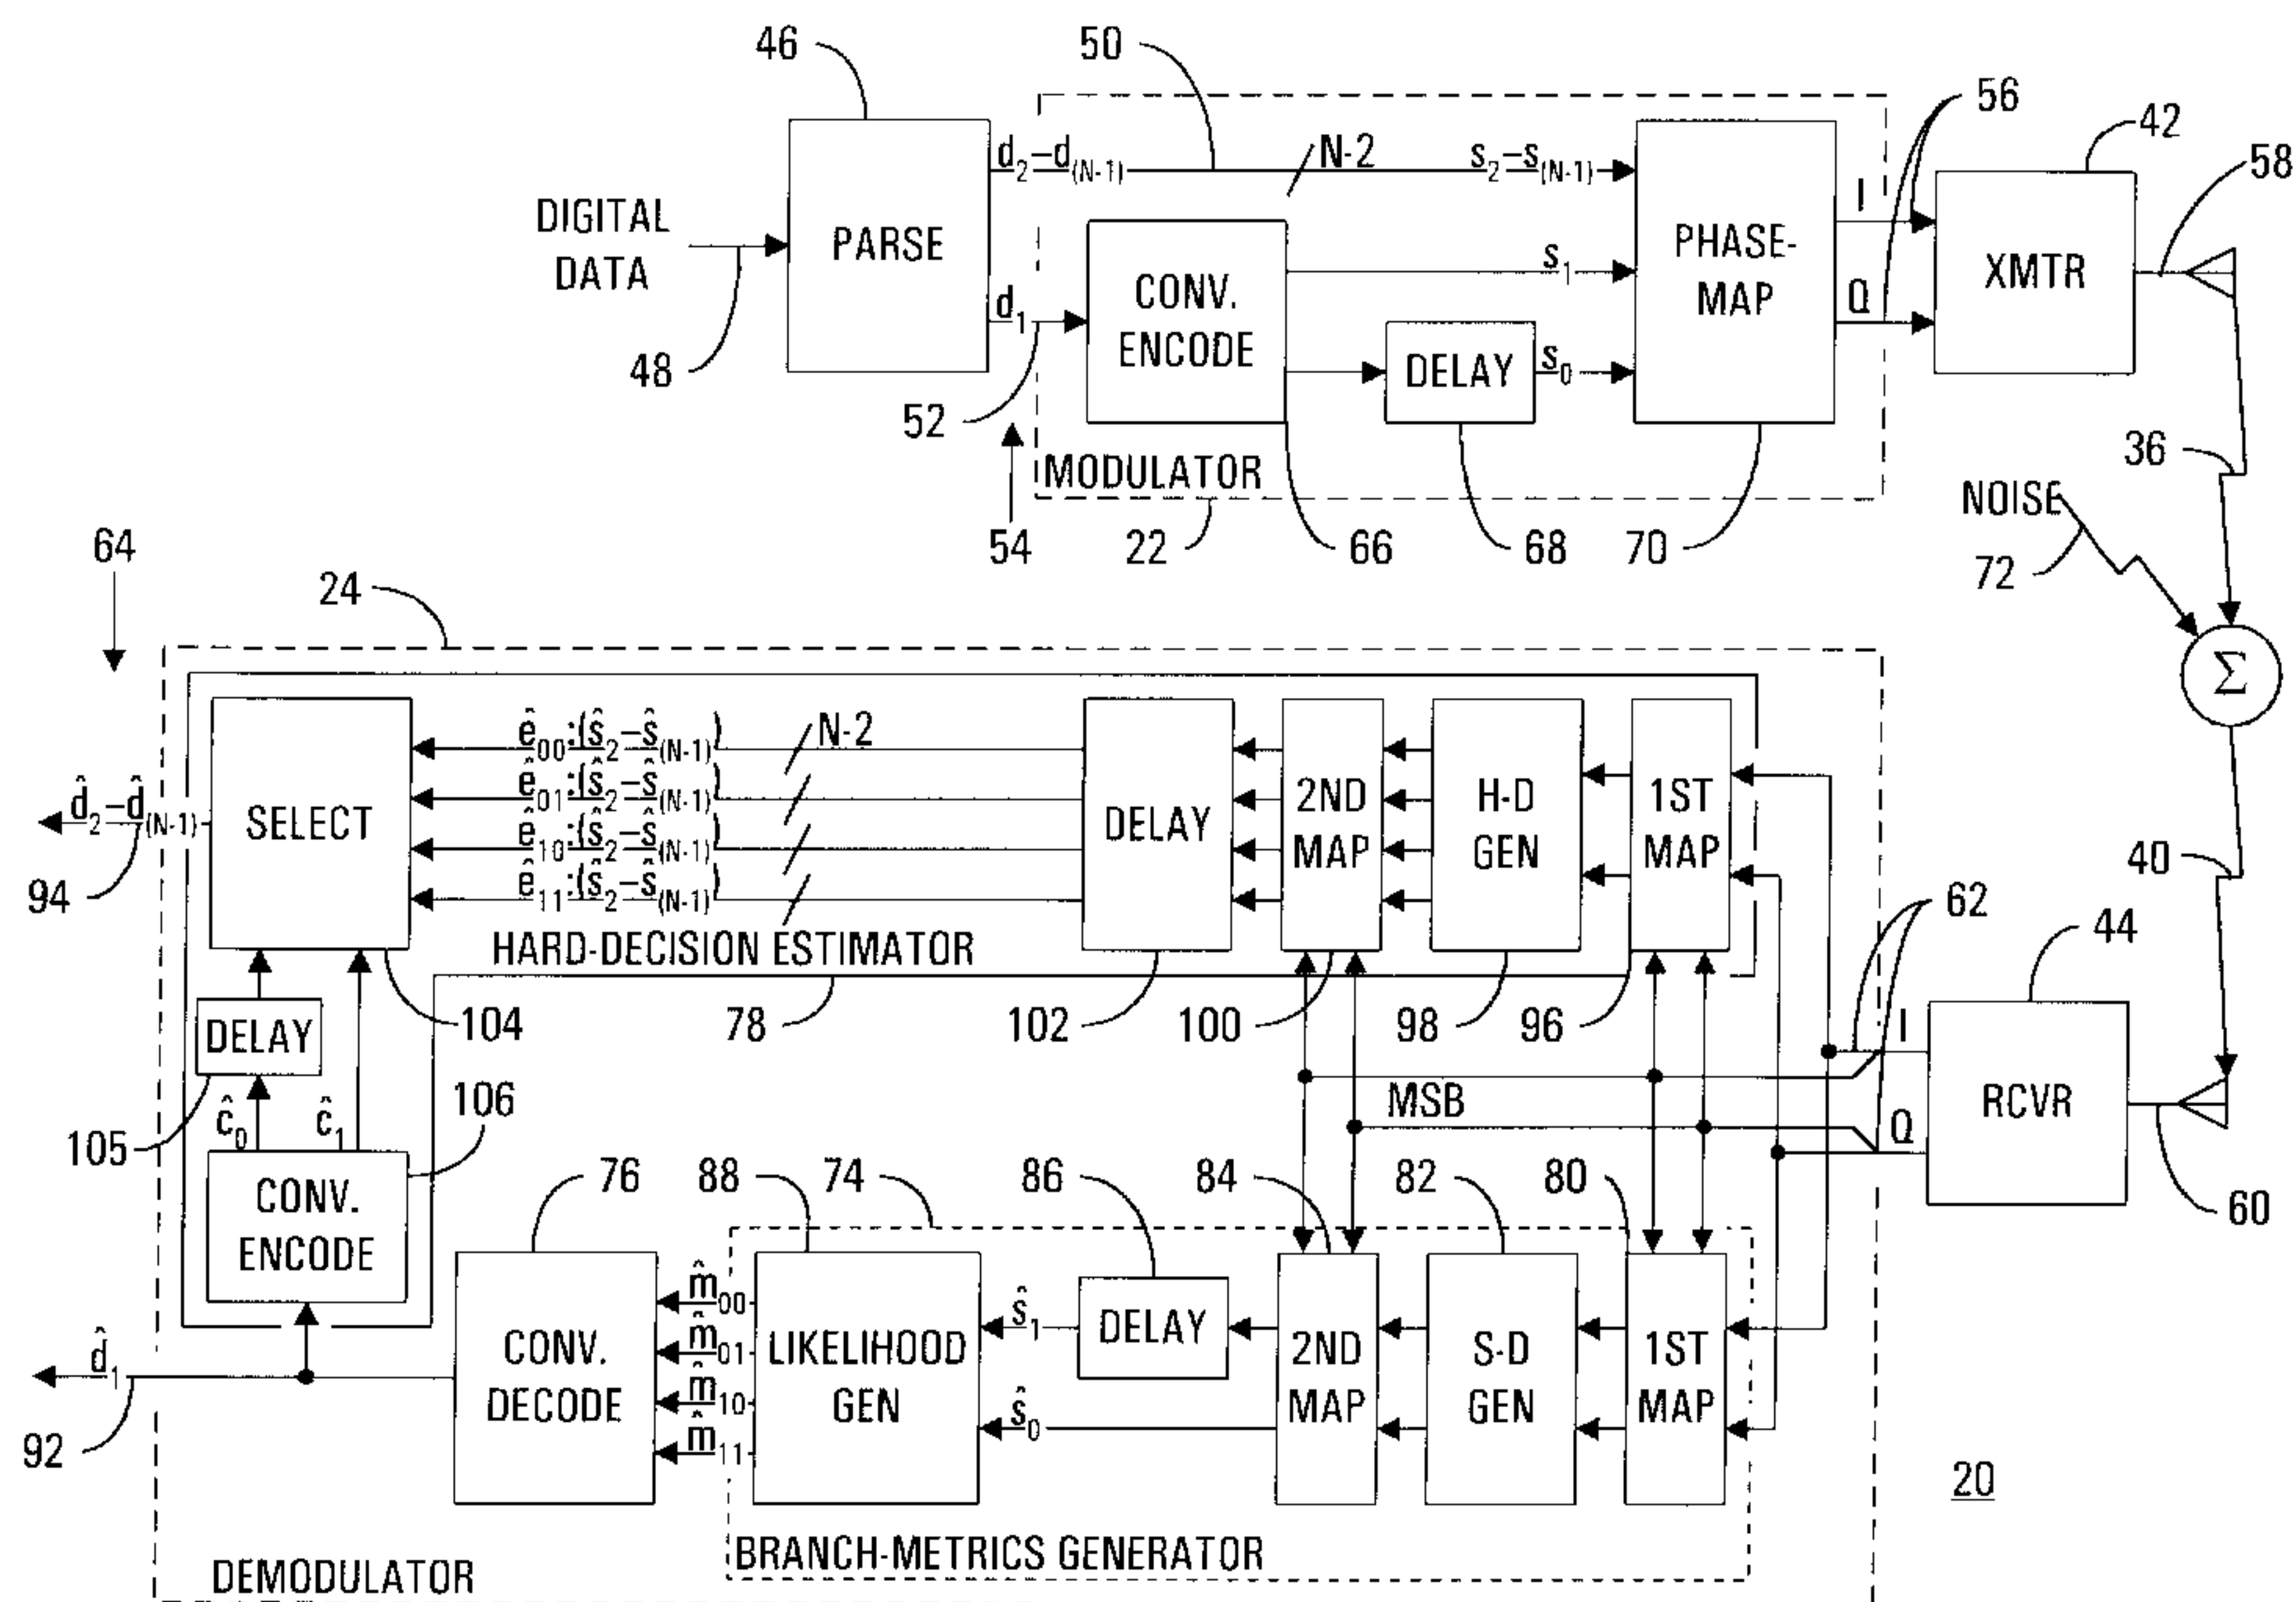 46
50
56
42
58
d₂–d₍N-1₎
N-2
s₂–s₍N-1₎
I
DIGITAL
DATA
PARSE
CONV.
ENCODE
s₁
PHASE-
MAP
XMTR
d₁
DELAY
s₀
Q
48
52
54
MODULATOR
22
66
68
70
36
NOISE
72
64
24
Σ
SELECT
ê₀₀:(ŝ₂–ŝ₍N-1₎)
N-2
ê₀₁:(ŝ₂–ŝ₍N-1₎)
ê₁₀:(ŝ₂–ŝ₍N-1₎)
ê₁₁:(ŝ₂–ŝ₍N-1₎)
DELAY
2ND
MAP
H-D
GEN
1ST
MAP
d̂₂–d̂₍N-1₎
94
HARD-DECISION ESTIMATOR
40
62
44
DELAY
104
78
102
100
98
96
I
RCVR
MSB
Q
105
ĉ₀
ĉ₁
106
60
CONV.
ENCODE
76
88
74
86
84
82
80
d̂₁
92
CONV.
DECODE
m̂₀₀
m̂₀₁
m̂₁₀
m̂₁₁
LIKELIHOOD
GEN
ŝ₁
DELAY
ŝ₀
2ND
MAP
S-D
GEN
1ST
MAP
20
BRANCH-METRICS GENERATOR
DEMODULATOR